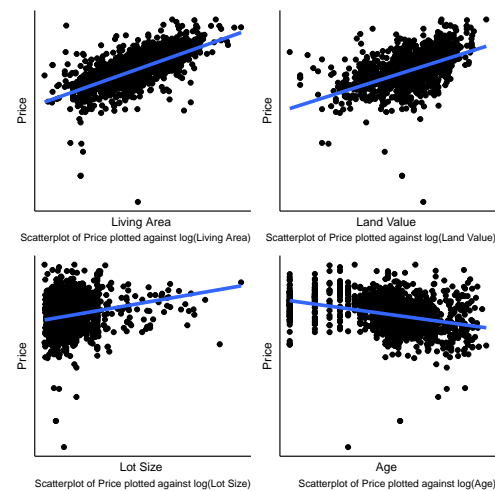 Price
Living Area
Scatterplot of Price plotted against log(Living Area)
Price
Land Value
Scatterplot of Price plotted against log(Land Value)
Price
Lot Size
Scatterplot of Price plotted against log(Lot Size)
Price
Age
Scatterplot of Price plotted against log(Age)